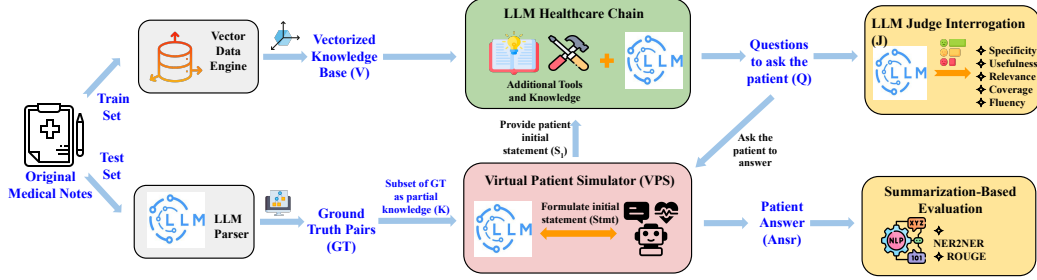 Original
Medical Notes
Train
Set
Test
Set
Vector
Data
Engine
Vectorized
Knowledge
Base (V)
LLM Healthcare Chain
LLM
Additional Tools
and Knowledge
Questions
to ask the
patient (Q)
LLM Judge Interrogation
(J)
LLM
✦ Specificity
✦ Usefulness
✦ Relevance
✦ Coverage
✦ Fluency
Provide patient
initial
statement (S₁)
Ask the
patient to
answer
LLM
LLM
Parser
Ground
Truth Pairs
(GT)
Subset of GT
as partial
knowledge (K)
Virtual Patient Simulator (VPS)
LLM
Formulate initial
statement (Stmt)
Patient
Answer
(Ansr)
Summarization-Based
Evaluation
XYZ
NLP
101
✦
NER2NER
✦ ROUGE